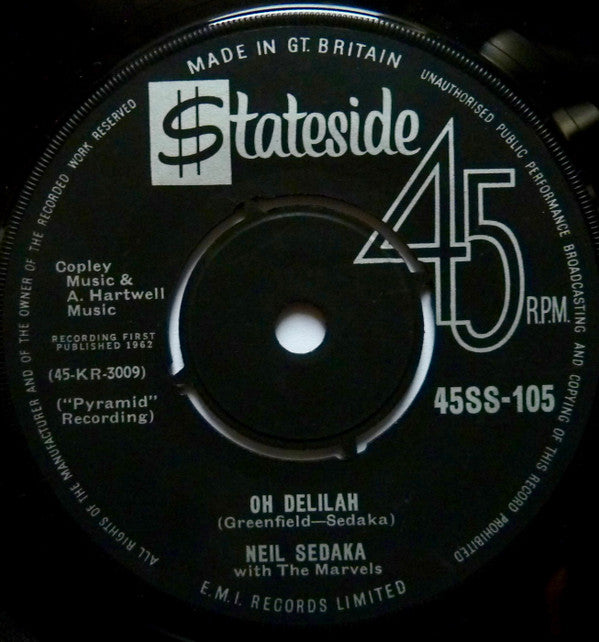 MADE IN GT. BRITAIN
$tateside
45
R.P.M.
Copley
Music &
A. Hartwell
Music
RECORDING FIRST
PUBLISHED 1962
(45-KR-3009)
("Pyramid"
Recording)
45SS-105
OH DELILAH
(Greenfield—Sedaka)
NEIL SEDAKA
with The Marvels
E.M.I. RECORDS LIMITED
ALL RIGHTS OF THE MANUFACTURER AND OF THE OWNER OF THE RECORDED WORK RESERVED
UNAUTHORISED PUBLIC PERFORMANCE BROADCASTING AND COPYING OF THIS RECORD PROHIBITED